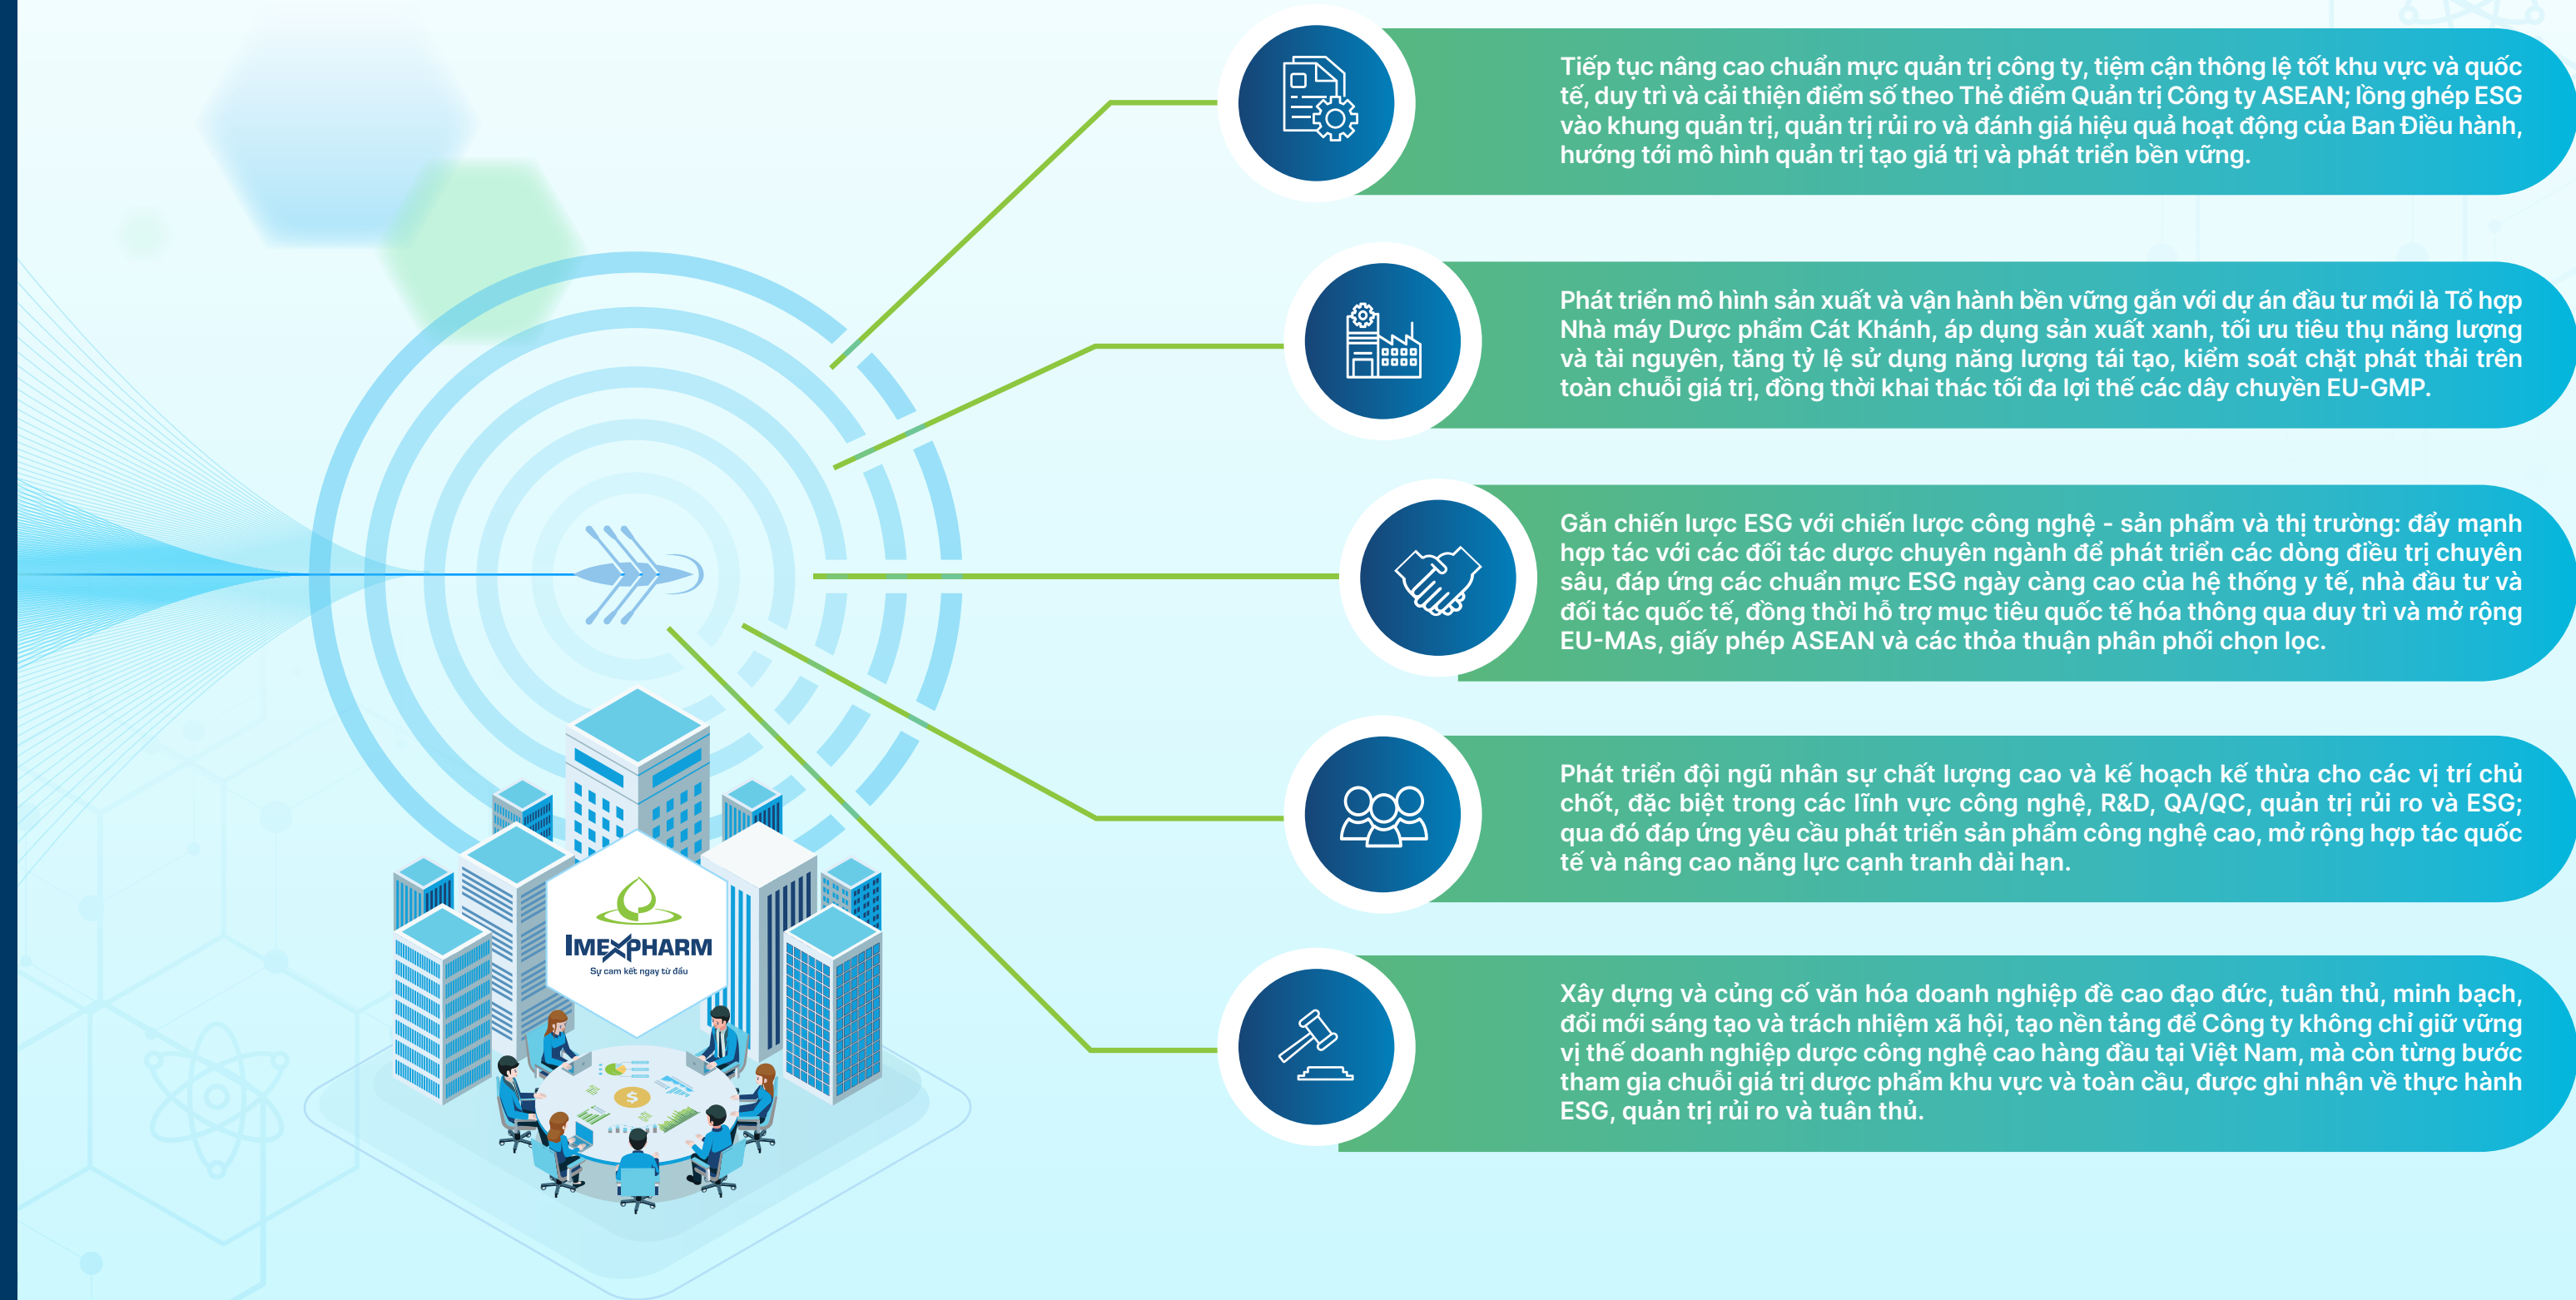 Tiếp tục nâng cao chuẩn mực quản trị công ty, tiệm cận thông lệ tốt khu vực và quốc
tế, duy trì và cải thiện điểm số theo Thẻ điểm Quản trị Công ty ASEAN; lồng ghép ESG
vào khung quản trị, quản trị rủi ro và đánh giá hiệu quả hoạt động của Ban Điều hành,
hướng tới mô hình quản trị tạo giá trị và phát triển bền vững.
Phát triển mô hình sản xuất và vận hành bền vững gắn với dự án đầu tư mới là Tổ hợp
Nhà máy Dược phẩm Cát Khánh, áp dụng sản xuất xanh, tối ưu tiêu thụ năng lượng
và tài nguyên, tăng tỷ lệ sử dụng năng lượng tái tạo, kiểm soát chặt phát thải trên
toàn chuỗi giá trị, đồng thời khai thác tối đa lợi thế các dây chuyền EU-GMP.
Gắn chiến lược ESG với chiến lược công nghệ - sản phẩm và thị trường: đẩy mạnh
hợp tác với các đối tác dược chuyên ngành để phát triển các dòng điều trị chuyên
sâu, đáp ứng các chuẩn mực ESG ngày càng cao của hệ thống y tế, nhà đầu tư và
đối tác quốc tế, đồng thời hỗ trợ mục tiêu quốc tế hóa thông qua duy trì và mở rộng
EU-MAs, giấy phép ASEAN và các thỏa thuận phân phối chọn lọc.
Phát triển đội ngũ nhân sự chất lượng cao và kế hoạch kế thừa cho các vị trí chủ
chốt, đặc biệt trong các lĩnh vực công nghệ, R&D, QA/QC, quản trị rủi ro và ESG;
qua đó đáp ứng yêu cầu phát triển sản phẩm công nghệ cao, mở rộng hợp tác quốc
tế và nâng cao năng lực cạnh tranh dài hạn.
IMEXPHARM
Sự cam kết ngay từ đầu
Xây dựng và củng cố văn hóa doanh nghiệp đề cao đạo đức, tuân thủ, minh bạch,
đổi mới sáng tạo và trách nhiệm xã hội, tạo nền tảng để Công ty không chỉ giữ vững
vị thế doanh nghiệp dược công nghệ cao hàng đầu tại Việt Nam, mà còn từng bước
tham gia chuỗi giá trị dược phẩm khu vực và toàn cầu, được ghi nhận về thực hành
ESG, quản trị rủi ro và tuân thủ.
$